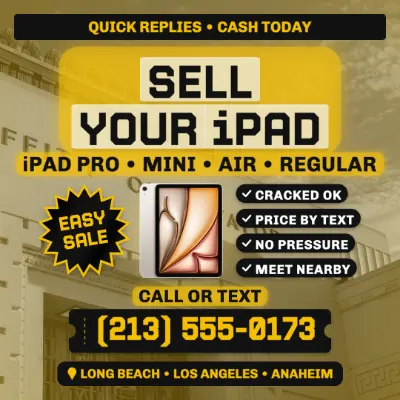 QUICK REPLIES • CASH TODAY
SELL
YOUR iPAD
iPAD PRO • MINI • AIR • REGULAR
EASY
SALE
CRACKED OK
PRICE BY TEXT
NO PRESSURE
MEET NEARBY
CALL OR TEXT
(213) 555-0173
LONG BEACH • LOS ANGELES • ANAHEIM